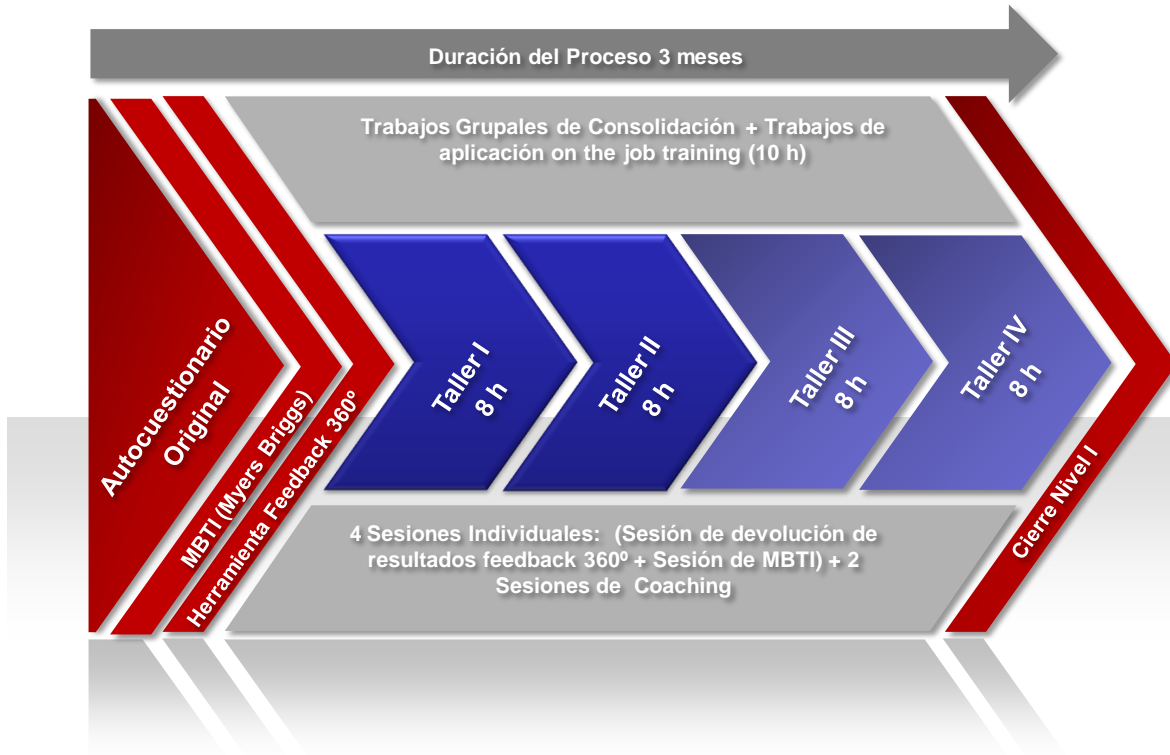 Duración del Proceso 3 meses
Trabajos Grupales de Consolidación + Trabajos de
aplicación on the job training (10 h)
Autocuestionario
Original
MBTI (Myers Briggs)
Herramienta Feedback 360º
Taller I
8 h
Taller II
8 h
Taller III
8 h
Taller IV
8 h
Cierre Nivel I
4 Sesiones Individuales: (Sesión de devolución de
resultados feedback 360º + Sesión de MBTI) + 2
Sesiones de Coaching